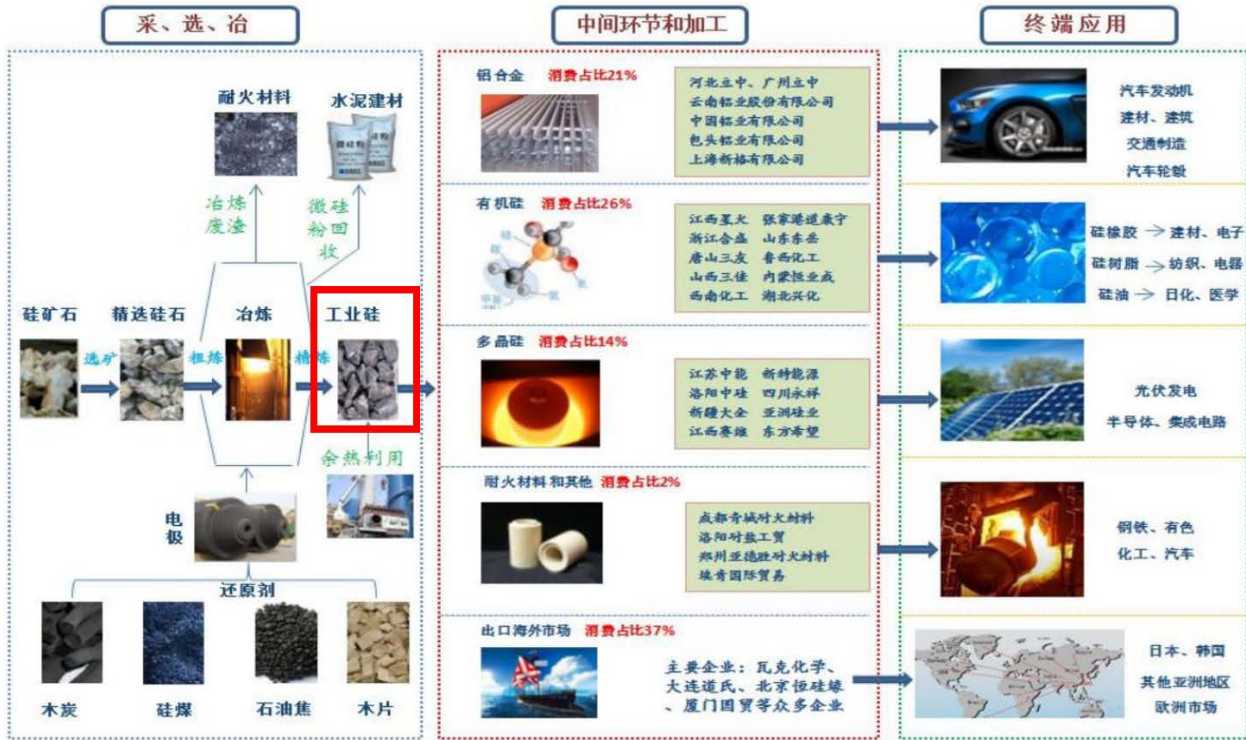 采、选、冶
中间环节和加工
终端应用
耐火材料
水泥建材
微硅粉
冶炼
废渣
微硅
粉回
收
硅矿石
精选硅石
冶炼
工业硅
选矿
粗炼
精炼
余热利用
电
极
还原剂
木炭
硅煤
石油焦
木片
铝合金 消费占比21%
河北立中、广州立中
云南铝业股份有限公司
中国铝业有限公司
包头铝业有限公司
上海新格有限公司
有机硅 消费占比26%
硅
碳
氧
氢
江西星火 张家港道康宁
浙江合盛 山东东岳
唐山三友 鲁西化工
山西三佳 内蒙恒业成
西南化工 湖北兴化
多晶硅 消费占比14%
江苏中能 新特能源
洛阳中硅 四川永祥
新疆大全 亚洲硅业
江西赛维 东方希望
耐火材料和其他 消费占比2%
成都青城耐火材料
洛阳耐盐工贸
郑州亚德胜耐火材料
埃肯国际贸易
出口海外市场 消费占比37%
主要企业：瓦克化学、
大连道氏、北京恒硅缘
、厦门国贸等众多企业
汽车发动机
建材、建筑
交通制造
汽车轮毂
硅橡胶 → 建材、电子
硅树脂 → 纺织、电器
硅油 → 日化、医学
光伏发电
半导体、集成电路
钢铁、有色
化工、汽车
日本、韩国
其他亚洲地区
欧洲市场